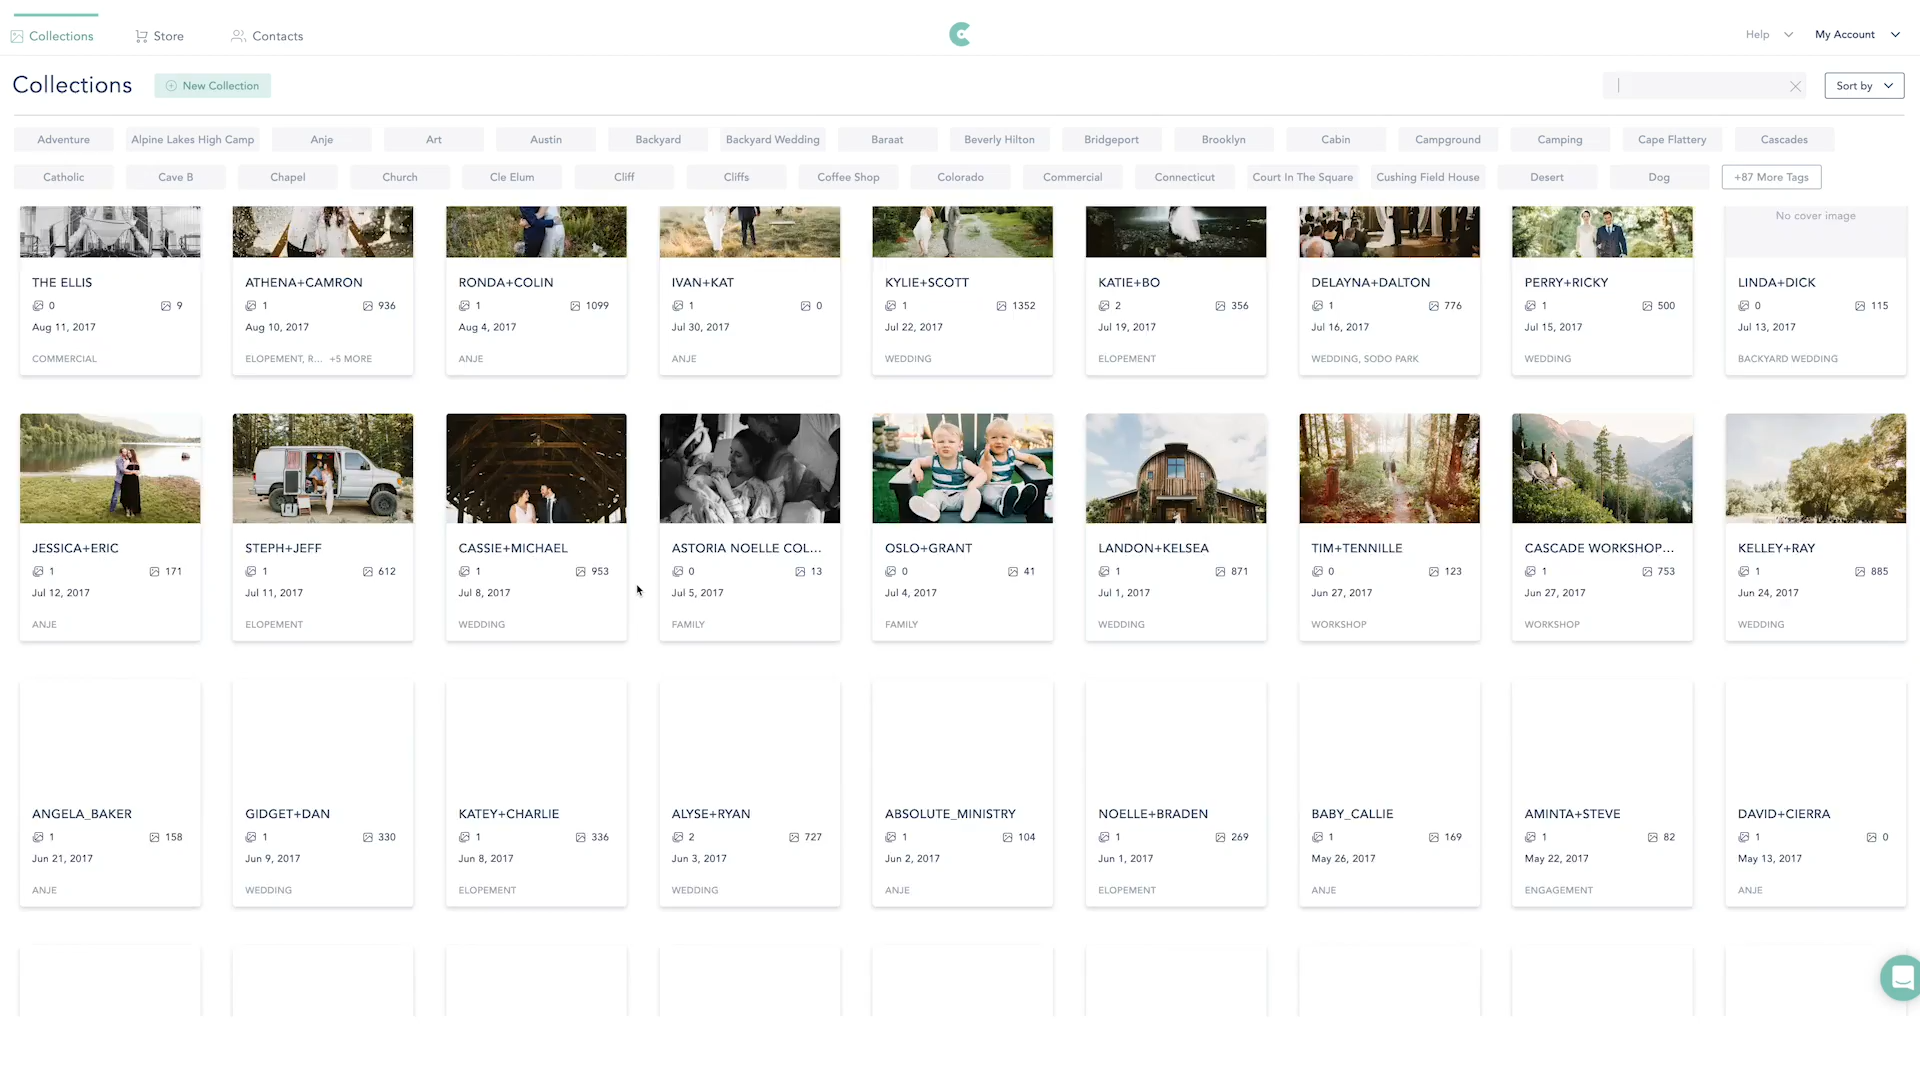 Collections
Store
Contacts
Help
My Account
Collections
New Collection
Sort by
Adventure
Alpine Lakes High Camp
Anje
Art
Austin
Backyard
Backyard Wedding
Baraat
Beverly Hilton
Bridgeport
Brooklyn
Cabin
Campground
Camping
Cape Flattery
Cascades
Catholic
Cave B
Chapel
Church
Cle Elum
Cliff
Cliffs
Coffee Shop
Colorado
Commercial
Connecticut
Court In The Square
Cushing Field House
Desert
Dog
+87 More Tags
THE ELLIS
0 9
Aug 11, 2017
COMMERCIAL
ATHENA+CAMRON
1 936
Aug 10, 2017
ELOPEMENT, R... +5 MORE
RONDA+COLIN
1 1099
Aug 4, 2017
ANJE
IVAN+KAT
1 0
Jul 30, 2017
ANJE
KYLIE+SCOTT
1 1352
Jul 22, 2017
WEDDING
KATIE+BO
2 356
Jul 19, 2017
ELOPEMENT
DELAYNA+DALTON
1 776
Jul 16, 2017
WEDDING, SODO PARK
PERRY+RICKY
1 500
Jul 15, 2017
WEDDING
No cover image
LINDA+DICK
0 115
Jul 13, 2017
BACKYARD WEDDING
JESSICA+ERIC
1 171
Jul 12, 2017
ANJE
STEPH+JEFF
1 612
Jul 11, 2017
ELOPEMENT
CASSIE+MICHAEL
1 953
Jul 8, 2017
WEDDING
ASTORIA NOELLE COL...
0 13
Jul 5, 2017
FAMILY
OSLO+GRANT
0 41
Jul 4, 2017
FAMILY
LANDON+KELSEA
1 871
Jul 1, 2017
WEDDING
TIM+TENNILLE
0 123
Jun 27, 2017
WORKSHOP
CASCADE WORKSHOP...
1 753
Jun 27, 2017
WORKSHOP
KELLEY+RAY
1 885
Jun 24, 2017
WEDDING
ANGELA_BAKER
1 158
Jun 21, 2017
ANJE
GIDGET+DAN
1 330
Jun 9, 2017
WEDDING
KATEY+CHARLIE
1 336
Jun 8, 2017
ELOPEMENT
ALYSE+RYAN
2 727
Jun 3, 2017
WEDDING
ABSOLUTE_MINISTRY
1 104
Jun 2, 2017
ANJE
NOELLE+BRADEN
1 269
Jun 1, 2017
ELOPEMENT
BABY_CALLIE
1 169
May 26, 2017
ANJE
AMINTA+STEVE
1 82
May 22, 2017
ENGAGEMENT
DAVID+CIERRA
1 0
May 13, 2017
ANJE